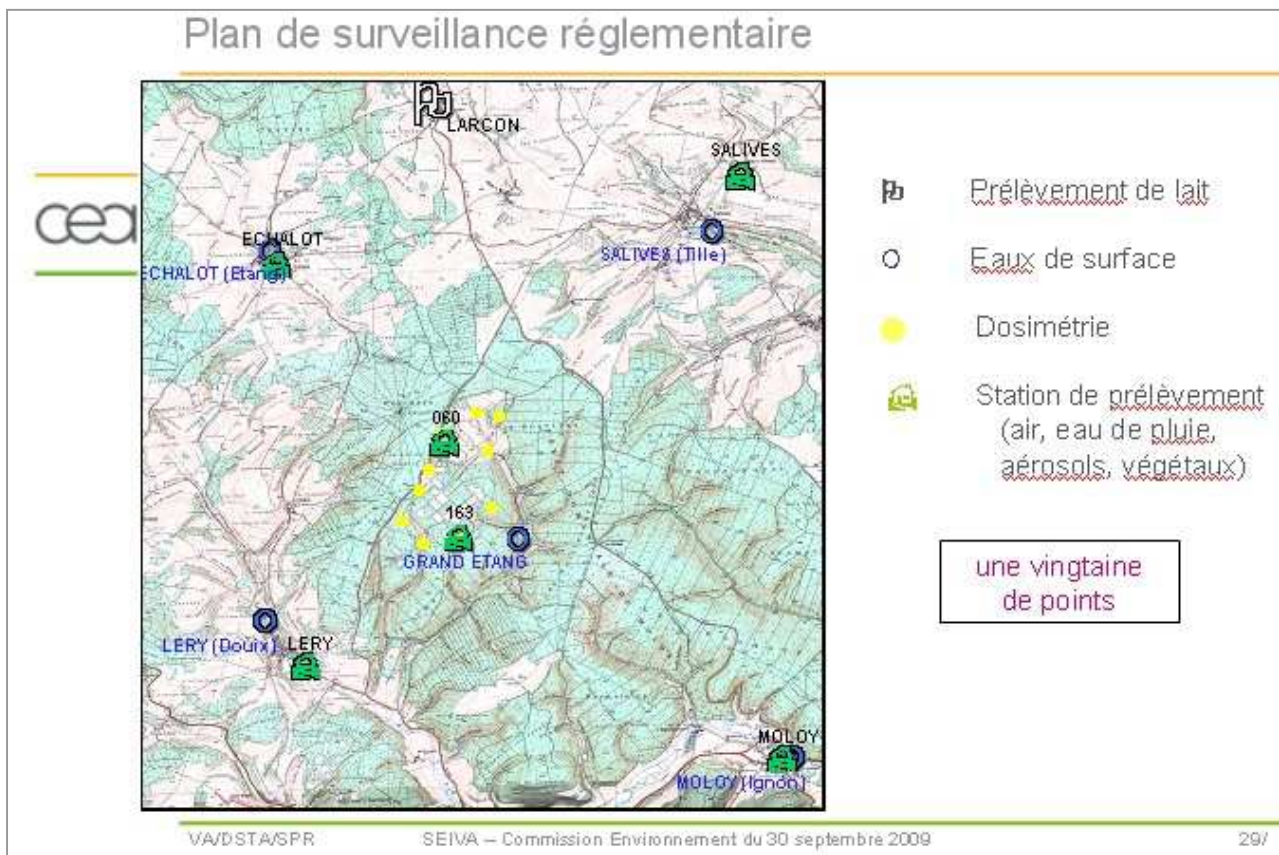 Plan de surveillance réglementaire
cea
LARCON
SALIVES
SALIVES (Tille)
ECHALOT
ECHALOT (Etang)
060
163
GRAND ETANG
LERY (Douix)
LERY
MOLOY
MOLOY (Ignon)
Prélèvement de lait
Eaux de surface
Dosimétrie
Station de prélèvement
(air, eau de pluie,
aérosols, végétaux)
une vingtaine
de points
VA/DSTA/SPR
SEIVA – Commission Environnement du 30 septembre 2009
29/